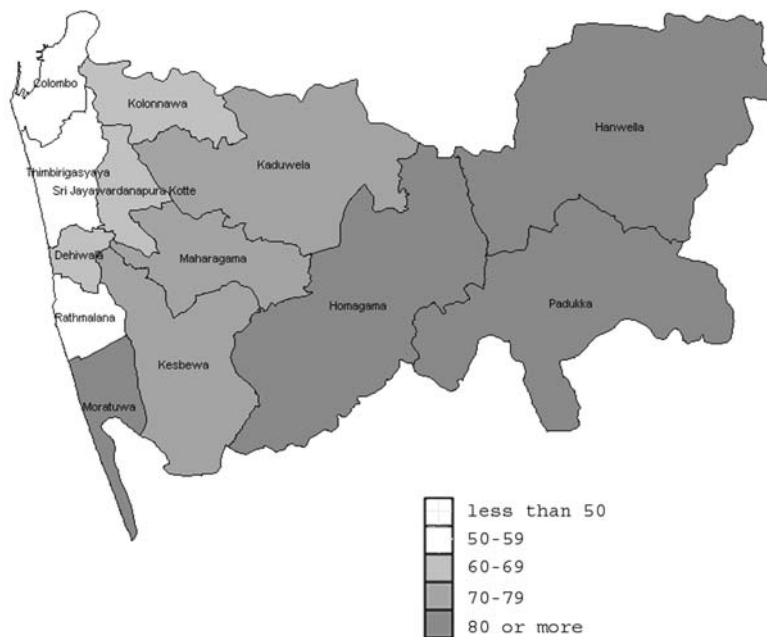 Colombo
Kolonnawa
Hanwella
Kaduwela
Thimbirigasyaya
Sri Jayawardanapura Kotte
Dehiwala
Maharagama
Homagama
Padukka
Rathmalana
Kesbewa
Moratuwa
less than 50
50-59
60-69
70-79
80 or more